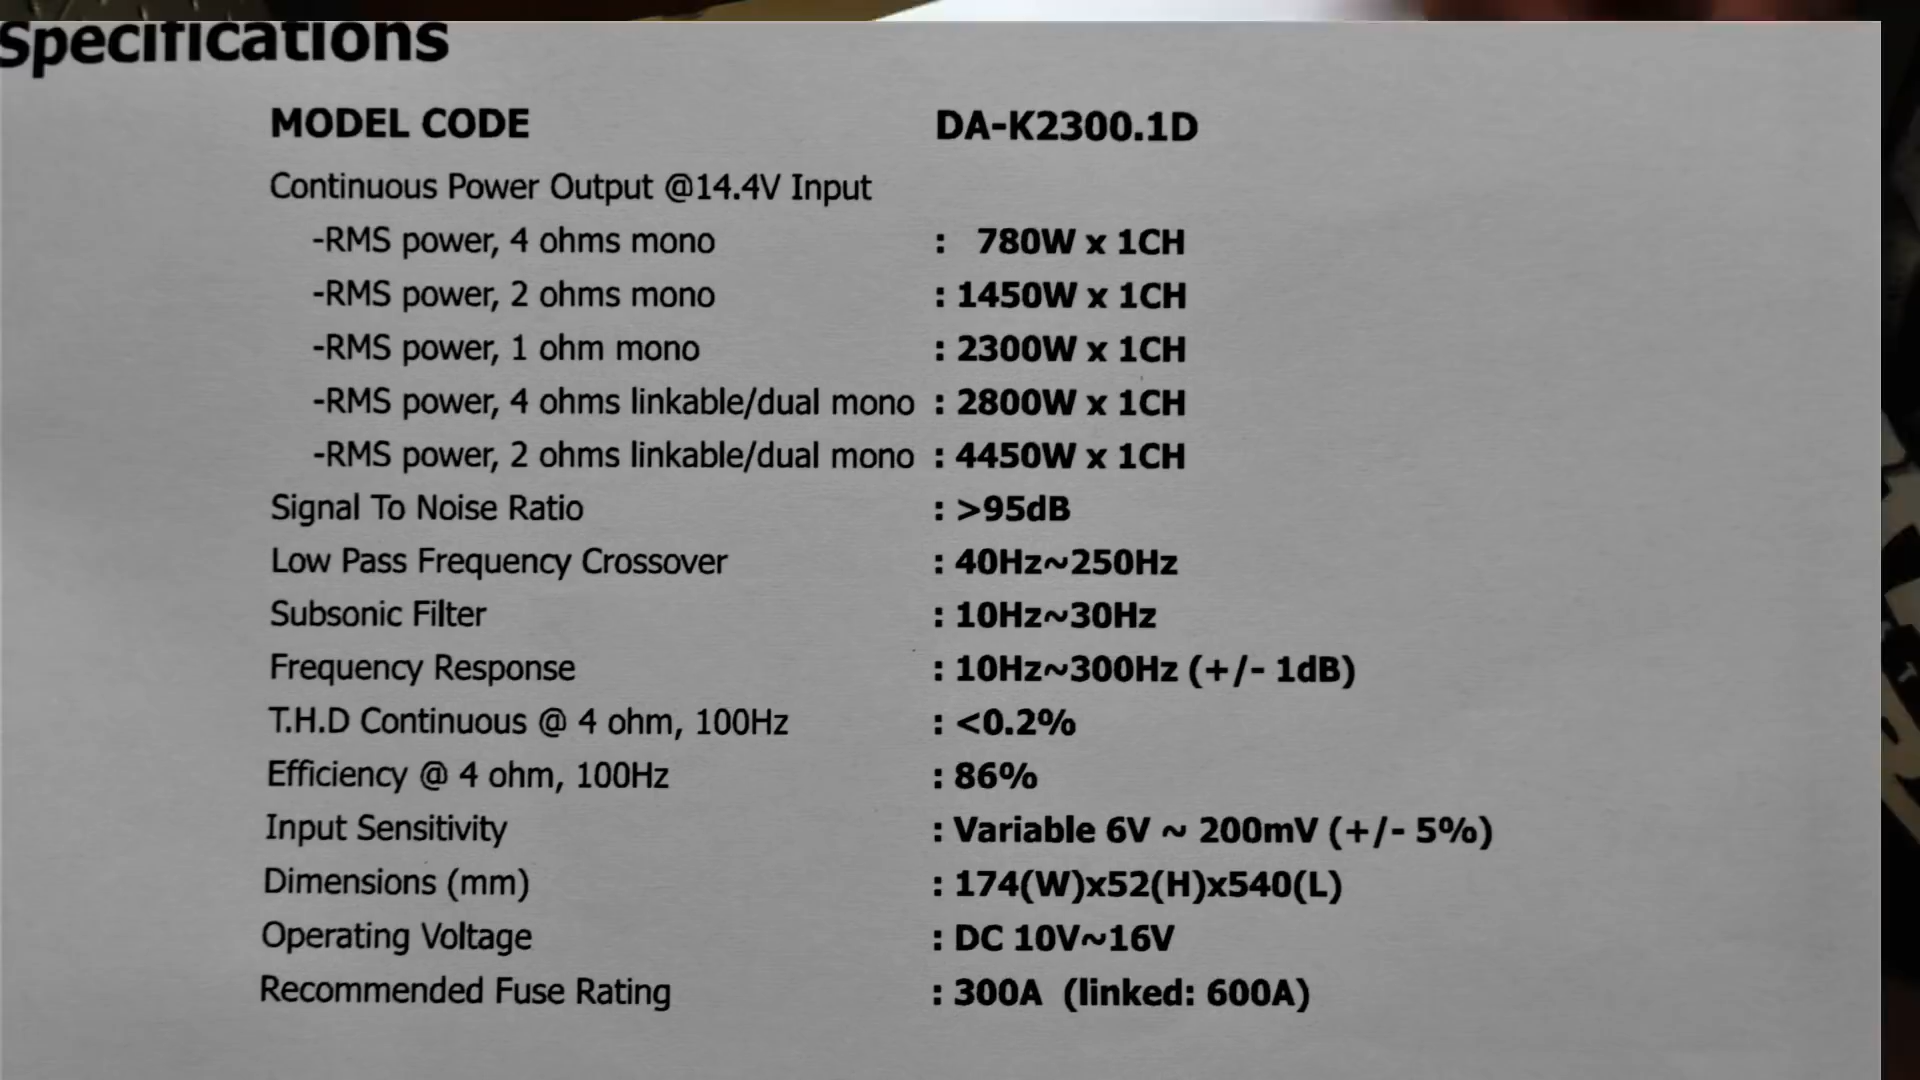 Specifications
MODEL CODE DA-K2300.1D
Continuous Power Output @14.4V Input
-RMS power, 4 ohms mono : 780W x 1CH
-RMS power, 2 ohms mono : 1450W x 1CH
-RMS power, 1 ohm mono : 2300W x 1CH
-RMS power, 4 ohms linkable/dual mono : 2800W x 1CH
-RMS power, 2 ohms linkable/dual mono : 4450W x 1CH
Signal To Noise Ratio : >95dB
Low Pass Frequency Crossover : 40Hz~250Hz
Subsonic Filter : 10Hz~30Hz
Frequency Response : 10Hz~300Hz (+/- 1dB)
T.H.D Continuous @ 4 ohm, 100Hz : <0.2%
Efficiency @ 4 ohm, 100Hz : 86%
Input Sensitivity : Variable 6V ~ 200mV (+/- 5%)
Dimensions (mm) : 174(W)x52(H)x540(L)
Operating Voltage : DC 10V~16V
Recommended Fuse Rating : 300A (linked: 600A)